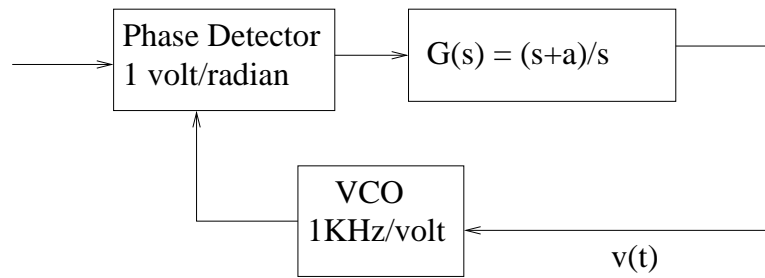 Phase Detector
1 volt/radian
G(s) = (s+a)/s
VCO
1KHz/volt
v(t)